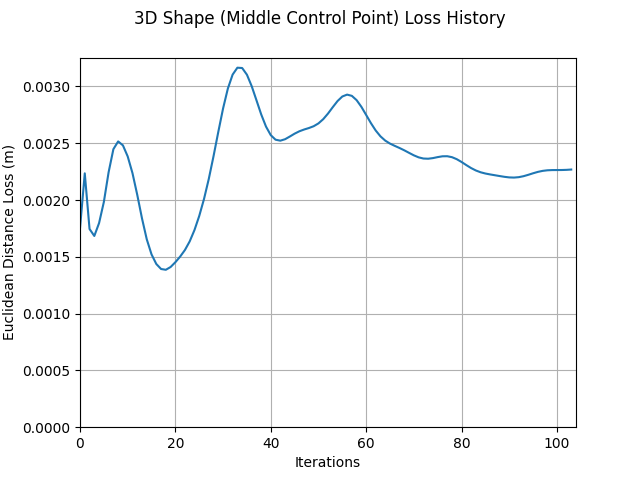 3D Shape (Middle Control Point) Loss History
Euclidean Distance Loss (m)
0.0030
0.0025
0.0020
0.0015
0.0010
0.0005
0.0000
0 20 40 60 80 100
Iterations